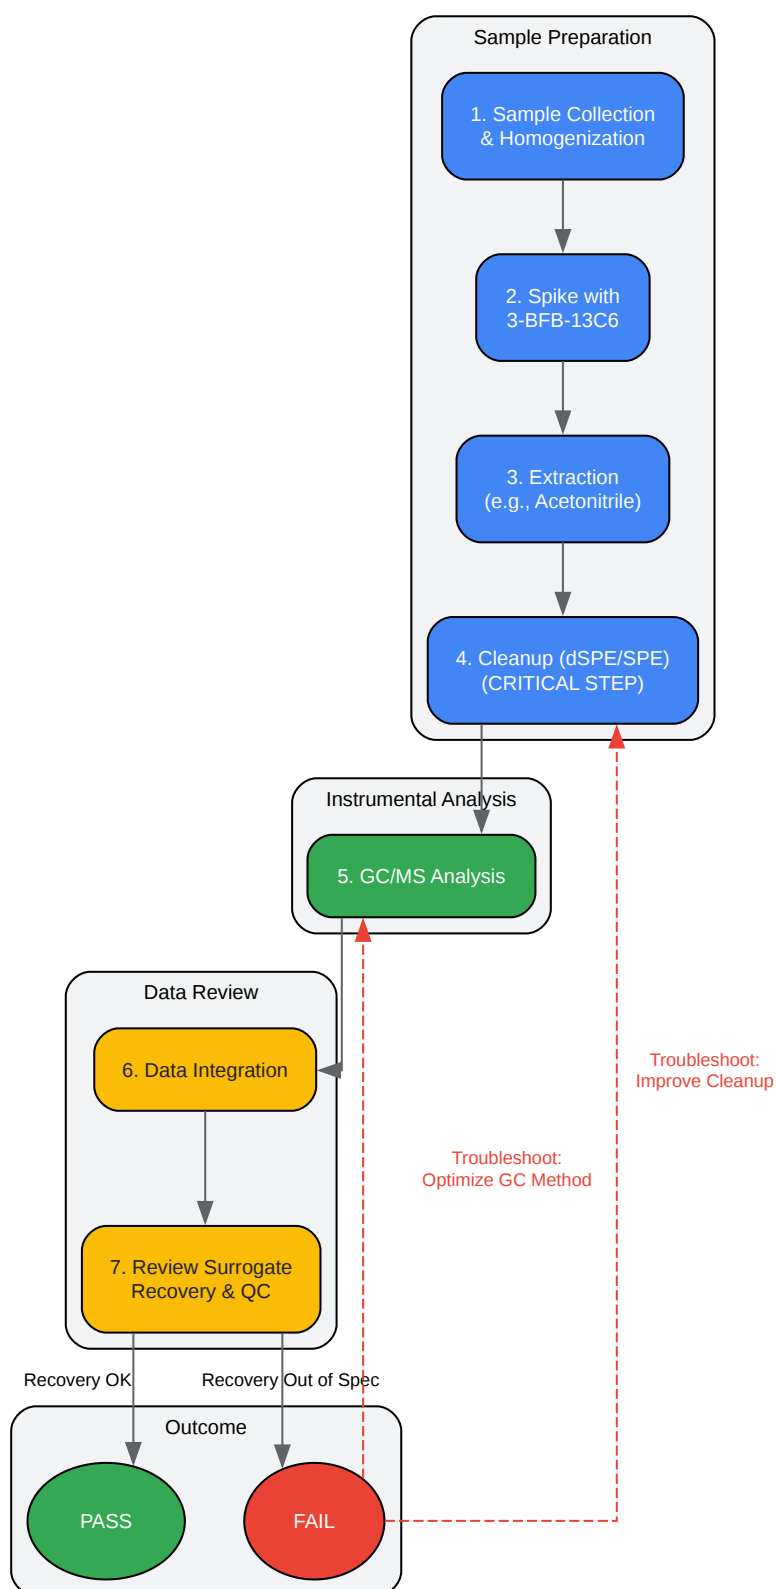 Sample Preparation
1. Sample Collection
& Homogenization
2. Spike with
3-BFB-13C6
3. Extraction
(e.g., Acetonitrile)
4. Cleanup (dSPE/SPE)
(CRITICAL STEP)
Instrumental Analysis
5. GC/MS Analysis
Data Review
6. Data Integration
Troubleshoot:
Improve Cleanup
Troubleshoot:
Optimize GC Method
7. Review Surrogate
Recovery & QC
Recovery OK
Recovery Out of Spec
Outcome
PASS
FAIL